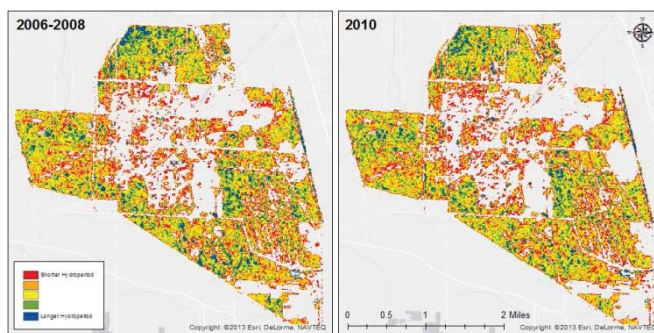 2006-2008
2010
N
Shorter Hydroperiod
Longer Hydroperiod
Copyright ©2013 Esri, DeLorme, NAVTEQ
0 0.5 1 2 Miles
Copyright ©2013 Esri, DeLorme, NAVTEQ